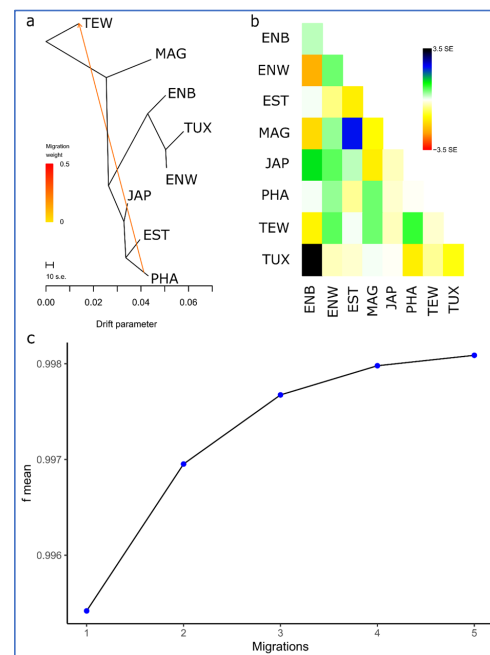 a
TEW
MAG
ENB
TUX
ENW
JAP
EST
PHA
Migration
weight
0.5
0
10 s.e.
0.00 0.02 0.04 0.06
Drift parameter
b
ENB
ENW
EST
MAG
JAP
PHA
TEW
TUX
ENB ENW EST MAG JAP PHA TEW TUX
3.5 SE
−3.5 SE
c
0.998
0.997
0.996
f mean
1 2 3 4 5
Migrations